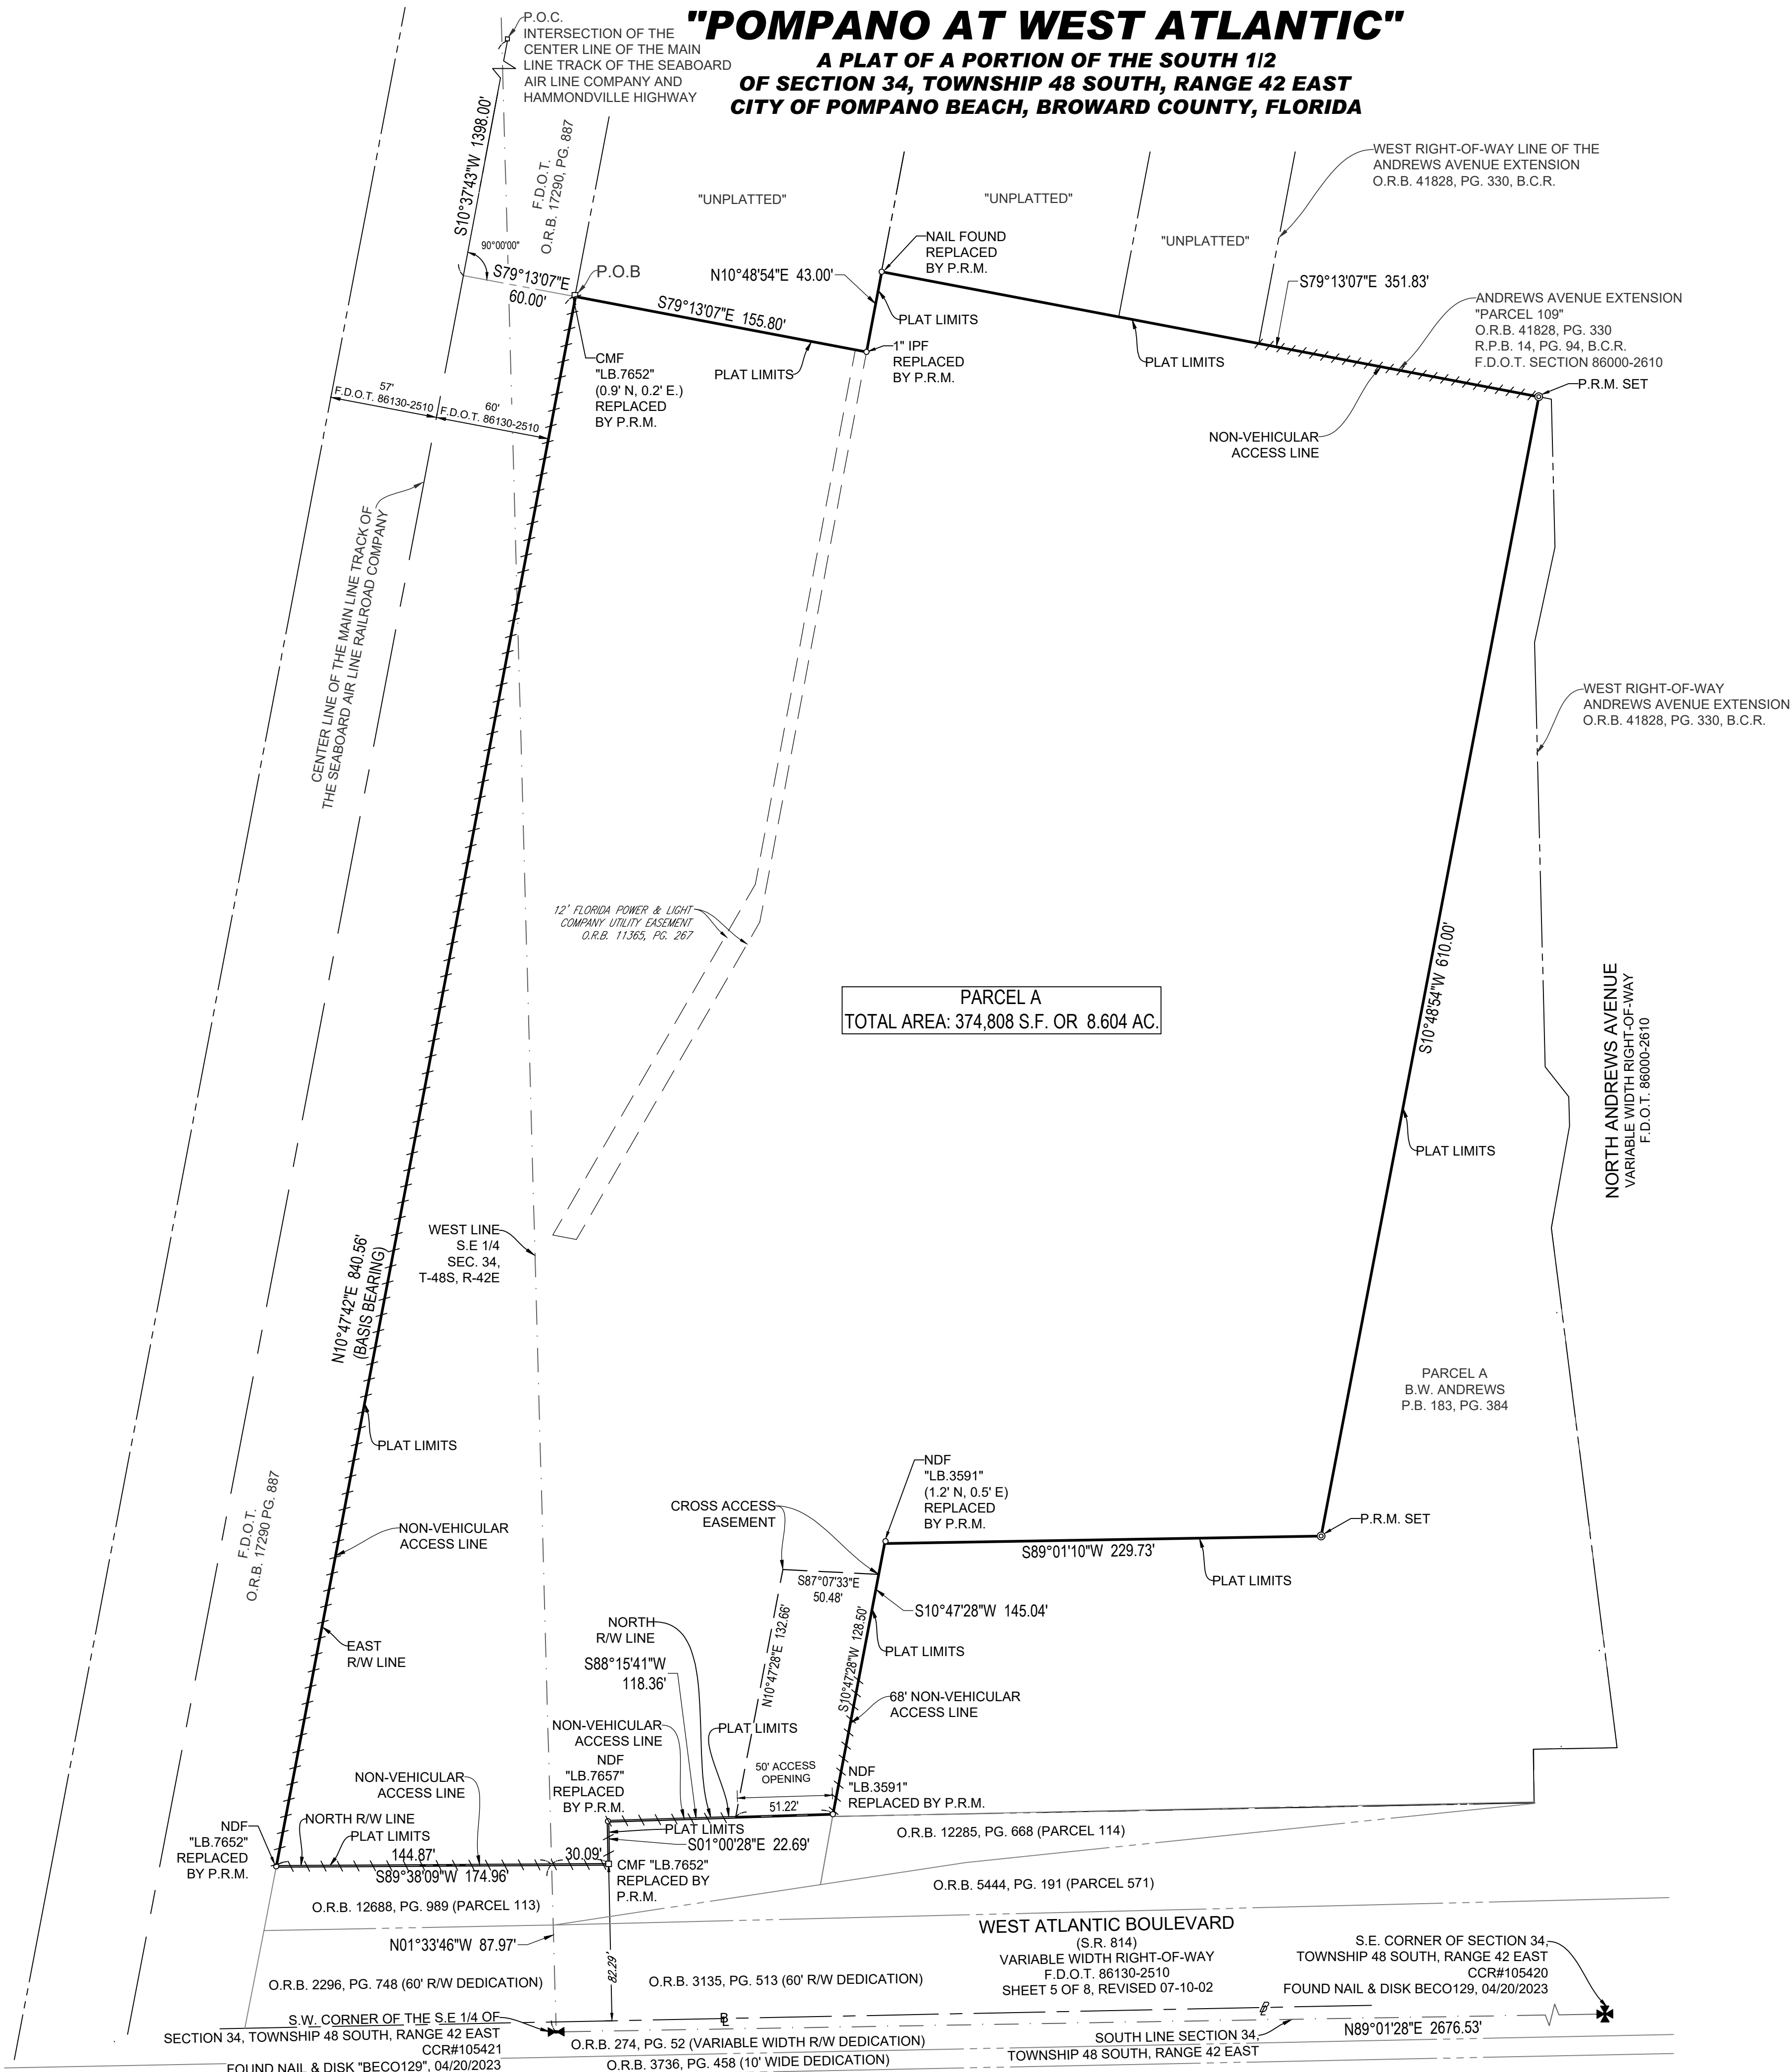 "POMPANO AT WEST ATLANTIC"
A PLAT OF A PORTION OF THE SOUTH 1/2
OF SECTION 34, TOWNSHIP 48 SOUTH, RANGE 42 EAST
CITY OF POMPANO BEACH, BROWARD COUNTY, FLORIDA
P.O.C.
INTERSECTION OF THE
CENTER LINE OF THE MAIN
LINE TRACK OF THE SEABOARD
AIR LINE COMPANY AND
HAMMONDVILLE HIGHWAY
S10°37'43"W 1398.00'
F.D.O.T.
O.R.B. 17290, PG. 887
"UNPLATTED"
"UNPLATTED"
"UNPLATTED"
WEST RIGHT-OF-WAY LINE OF THE
ANDREWS AVENUE EXTENSION
O.R.B. 41828, PG. 330, B.C.R.
90°00'00"
S79°13'07"E
60.00'
P.O.B
NAIL FOUND
REPLACED
BY P.R.M.
N10°48'54"E 43.00'
S79°13'07"E 155.80'
PLAT LIMITS
S79°13'07"E 351.83'
ANDREWS AVENUE EXTENSION
"PARCEL 109"
O.R.B. 41828, PG. 330
R.P.B. 14, PG. 94, B.C.R.
F.D.O.T. SECTION 86000-2610
CMF
"LB.7652"
(0.9' N, 0.2' E.)
REPLACED
BY P.R.M.
PLAT LIMITS
1" IPF
REPLACED
BY P.R.M.
PLAT LIMITS
P.R.M. SET
57'
F.D.O.T. 86130-2510
60'
F.D.O.T. 86130-2510
NON-VEHICULAR
ACCESS LINE
CENTER LINE OF THE MAIN LINE TRACK OF
THE SEABOARD AIR LINE RAILROAD COMPANY
WEST RIGHT-OF-WAY
ANDREWS AVENUE EXTENSION
O.R.B. 41828, PG. 330, B.C.R.
12' FLORIDA POWER & LIGHT
COMPANY UTILITY EASEMENT
O.R.B. 11365, PG. 267
PARCEL A
TOTAL AREA: 374,808 S.F. OR 8.604 AC.
S10°48'54"W 610.00'
PLAT LIMITS
NORTH ANDREWS AVENUE
VARIABLE WIDTH RIGHT-OF-WAY
F.D.O.T. 86000-2610
WEST LINE
S.E 1/4
SEC. 34,
T-48S, R-42E
N10°47'42"E 840.56'
(BASIS BEARING)
PARCEL A
B.W. ANDREWS
P.B. 183, PG. 384
PLAT LIMITS
F.D.O.T.
O.R.B. 17290 PG. 887
NON-VEHICULAR
ACCESS LINE
CROSS ACCESS
EASEMENT
NDF
"LB.3591"
(1.2' N, 0.5' E)
REPLACED
BY P.R.M.
P.R.M. SET
S89°01'10"W 229.73'
PLAT LIMITS
S87°07'33"E
50.48'
S10°47'28"W 145.04'
N10°47'28"E 132.66'
S10°47'28"W 128.50'
PLAT LIMITS
NORTH
R/W LINE
EAST
R/W LINE
S88°15'41"W
118.36'
68' NON-VEHICULAR
ACCESS LINE
NON-VEHICULAR
ACCESS LINE
PLAT LIMITS
NDF
"LB.7657"
REPLACED
BY P.R.M.
50' ACCESS
OPENING
51.22'
NDF
"LB.3591"
REPLACED BY P.R.M.
NON-VEHICULAR
ACCESS LINE
NDF
"LB.7652"
REPLACED
BY P.R.M.
NORTH R/W LINE
PLAT LIMITS
144.87'
30.09'
S89°38'09"W 174.96'
PLAT LIMITS
S01°00'28"E 22.69'
CMF "LB.7652"
REPLACED BY
P.R.M.
O.R.B. 12285, PG. 668 (PARCEL 114)
O.R.B. 5444, PG. 191 (PARCEL 571)
O.R.B. 12688, PG. 989 (PARCEL 113)
N01°33'46"W 87.97'
82.29'
WEST ATLANTIC BOULEVARD
(S.R. 814)
VARIABLE WIDTH RIGHT-OF-WAY
F.D.O.T. 86130-2510
SHEET 5 OF 8, REVISED 07-10-02
S.E. CORNER OF SECTION 34,
TOWNSHIP 48 SOUTH, RANGE 42 EAST
CCR#105420
FOUND NAIL & DISK BECO129, 04/20/2023
O.R.B. 2296, PG. 748 (60' R/W DEDICATION)
O.R.B. 3135, PG. 513 (60' R/W DEDICATION)
S.W. CORNER OF THE S.E 1/4 OF
SECTION 34, TOWNSHIP 48 SOUTH, RANGE 42 EAST
CCR#105421
FOUND NAIL & DISK "BECO129", 04/20/2023
O.R.B. 274, PG. 52 (VARIABLE WIDTH R/W DEDICATION)
O.R.B. 3736, PG. 458 (10' WIDE DEDICATION)
SOUTH LINE SECTION 34,
TOWNSHIP 48 SOUTH, RANGE 42 EAST
N89°01'28"E 2676.53'